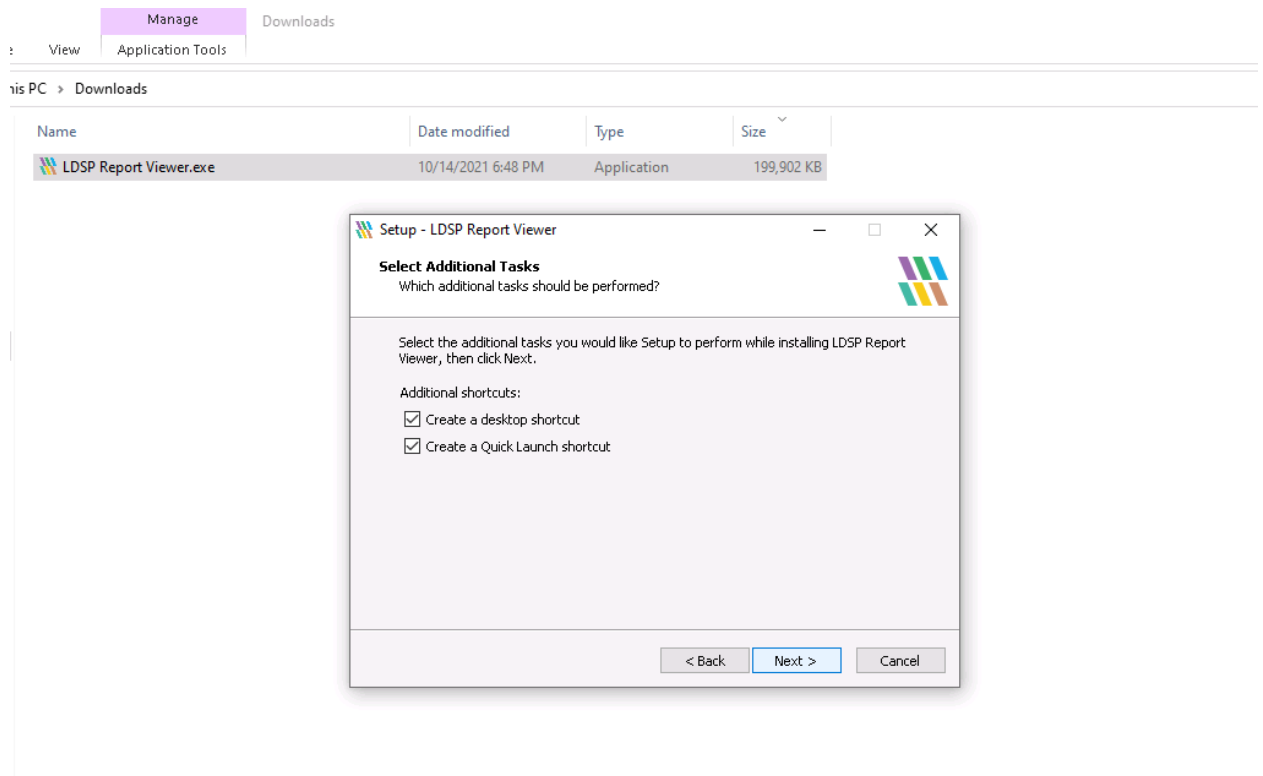 Manage
Downloads
View
Application Tools
his PC > Downloads
Name
Date modified
Type
Size
LDSP Report Viewer.exe
10/14/2021 6:48 PM
Application
199,902 KB
Setup - LDSP Report Viewer
Select Additional Tasks
Which additional tasks should be performed?
Select the additional tasks you would like Setup to perform while installing LDSP Report
Viewer, then click Next.
Additional shortcuts:
Create a desktop shortcut
Create a Quick Launch shortcut
< Back
Next >
Cancel